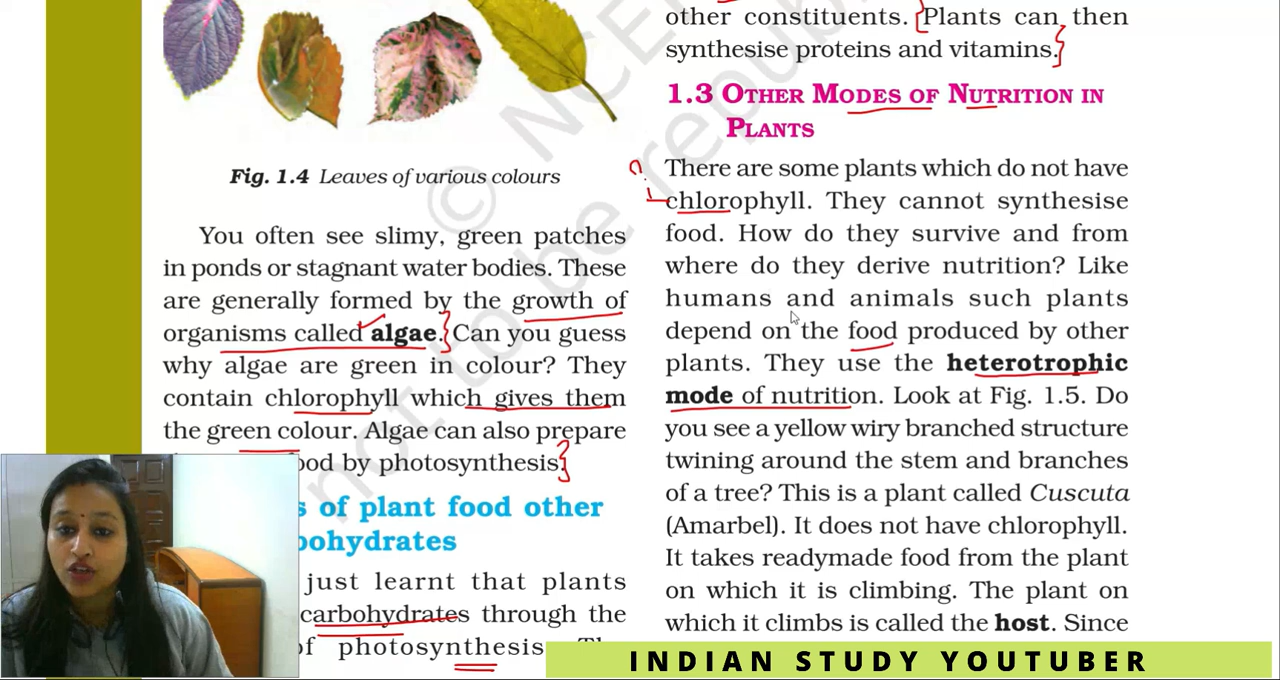 Fig. 1.4 Leaves of various colours
You often see slimy, green patches
in ponds or stagnant water bodies. These
are generally formed by the growth of
organisms called algae. Can you guess
why algae are green in colour? They
contain chlorophyll which gives them
the green colour. Algae can also prepare
ood by photosynthesis.
s of plant food other
bohydrates
just learnt that plants
carbohydrates through the
of photosynthesis.
other constituents. Plants can then
synthesise proteins and vitamins.
1.3 OTHER MODES OF NUTRITION IN
PLANTS
There are some plants which do not have
chlorophyll. They cannot synthesise
food. How do they survive and from
where do they derive nutrition? Like
humans and animals such plants
depend on the food produced by other
plants. They use the heterotrophic
mode of nutrition. Look at Fig. 1.5. Do
you see a yellow wiry branched structure
twining around the stem and branches
of a tree? This is a plant called Cuscuta
(Amarbel). It does not have chlorophyll.
It takes readymade food from the plant
on which it is climbing. The plant on
which it climbs is called the host. Since
INDIAN STUDY YOUTUBER